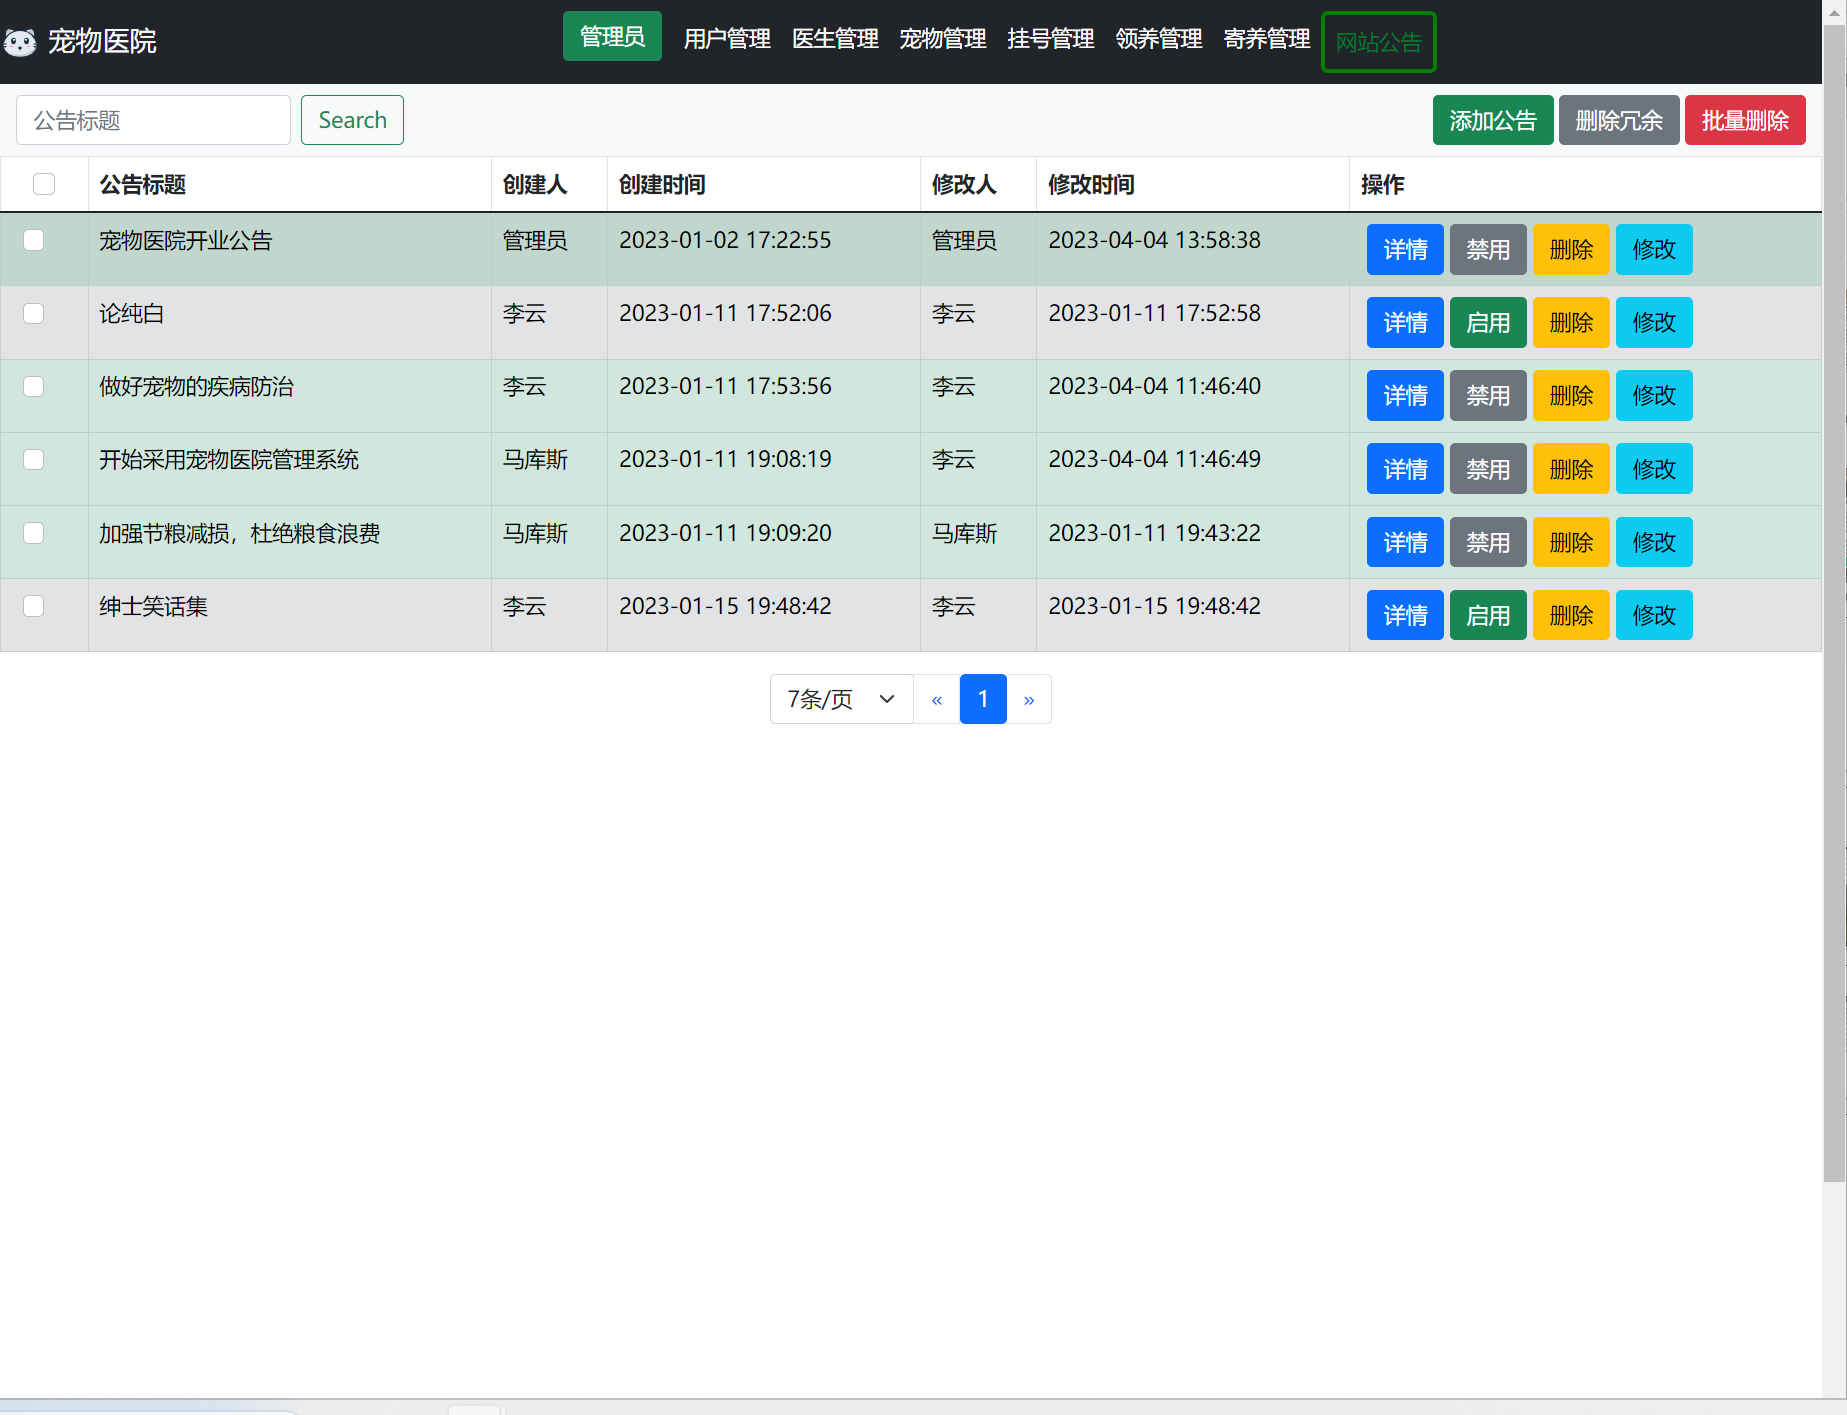 宠物医院 管理员 用户管理 医生管理 宠物管理 挂号管理 领养管理 寄养管理 网站公告
公告标题 Search 添加公告 删除冗余 批量删除
公告标题 创建人 创建时间 修改人 修改时间 操作
宠物医院开业公告 管理员 2023-01-02 17:22:55 管理员 2023-04-04 13:58:38 详情 禁用 删除 修改
论纯白 李云 2023-01-11 17:52:06 李云 2023-01-11 17:52:58 详情 启用 删除 修改
做好宠物的疾病防治 李云 2023-01-11 17:53:56 李云 2023-04-04 11:46:40 详情 禁用 删除 修改
开始采用宠物医院管理系统 马库斯 2023-01-11 19:08:19 李云 2023-04-04 11:46:49 详情 禁用 删除 修改
加强节粮减损，杜绝粮食浪费 马库斯 2023-01-11 19:09:20 马库斯 2023-01-11 19:43:22 详情 禁用 删除 修改
绅士笑话集 李云 2023-01-15 19:48:42 李云 2023-01-15 19:48:42 详情 启用 删除 修改
7条/页 « 1 »